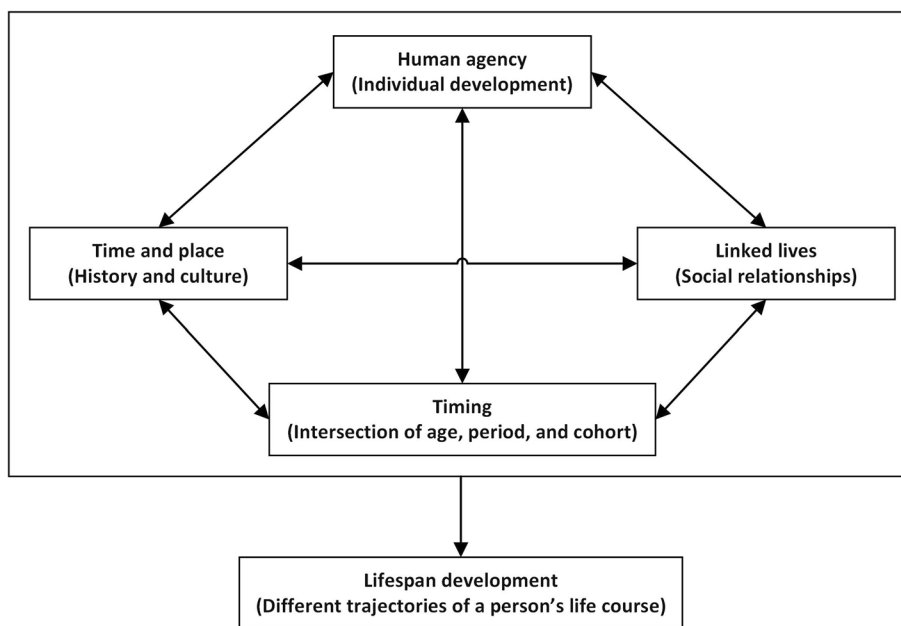 Human agency
(Individual development)
Time and place
(History and culture)
Linked lives
(Social relationships)
Timing
(Intersection of age, period, and cohort)
Lifespan development
(Different trajectories of a person’s life course)